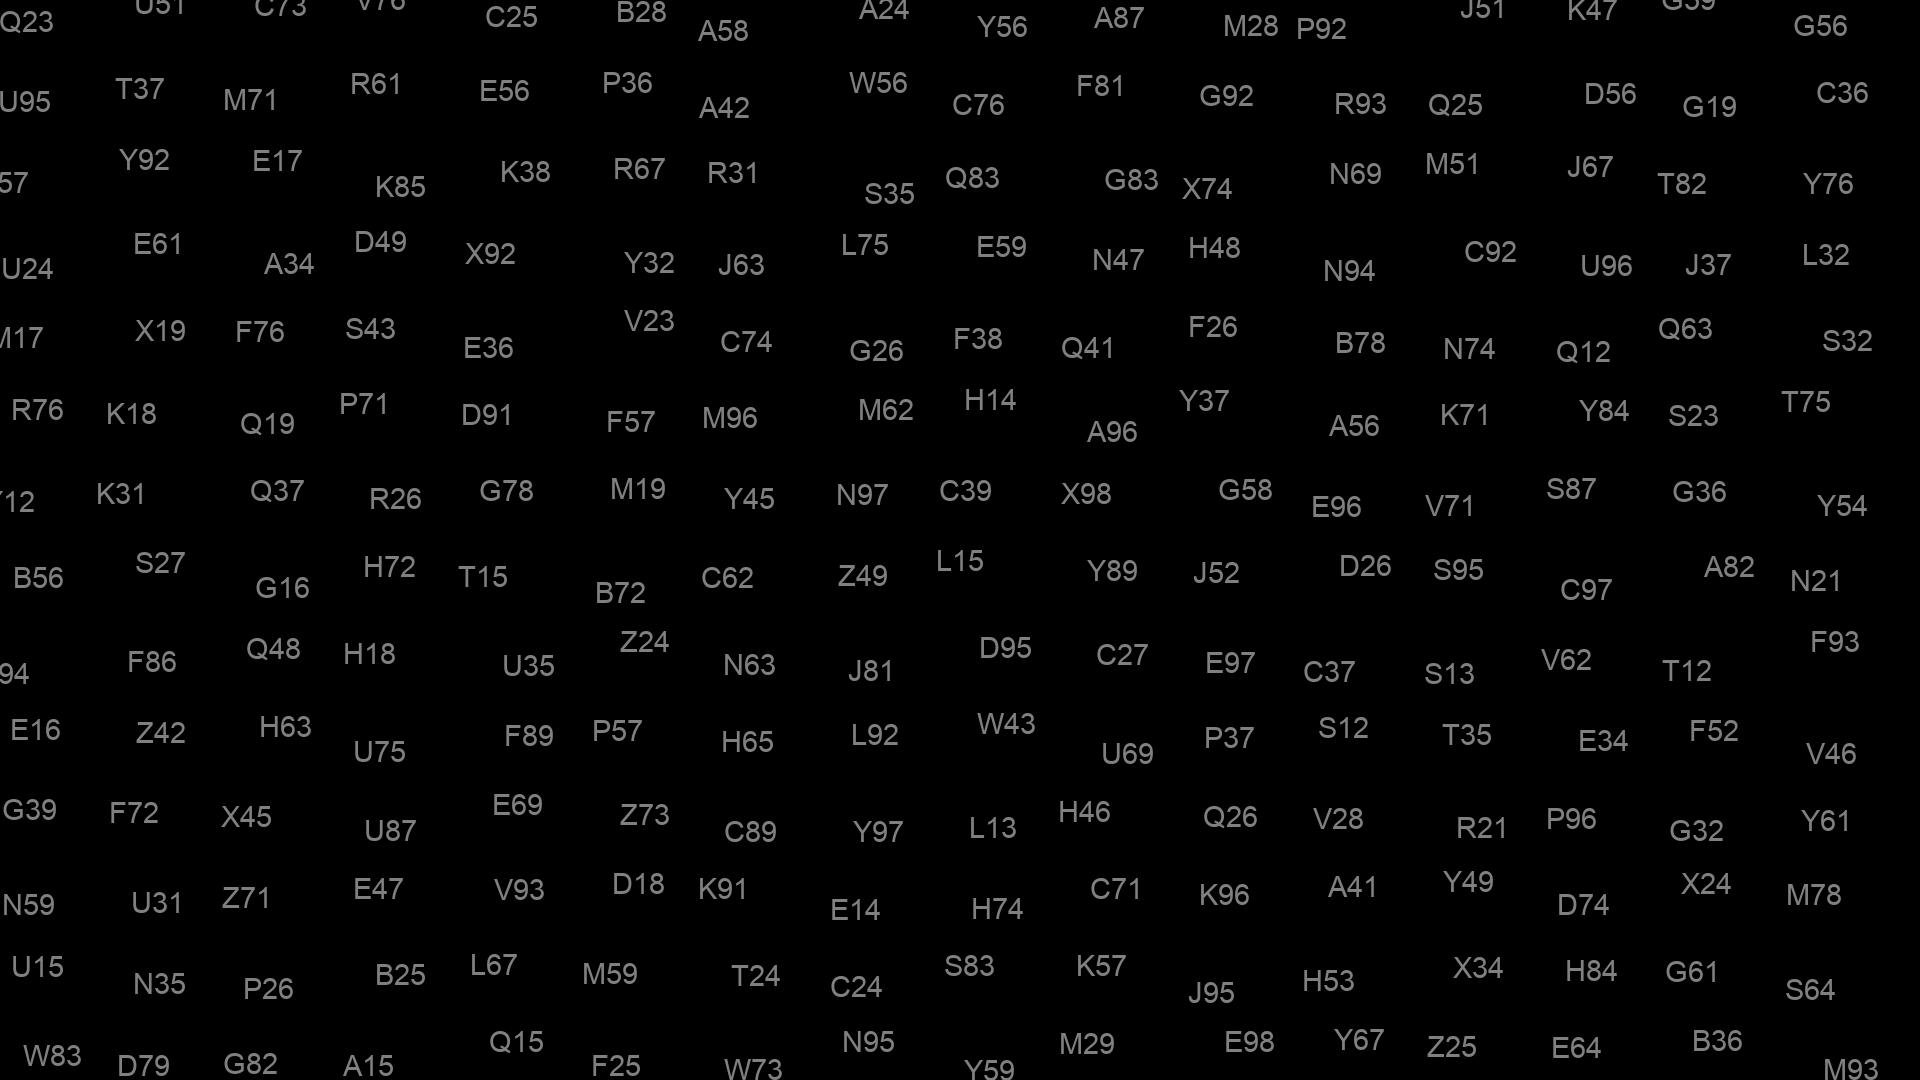 Q23 U51 C73 V76 C25 B28 A58 A24 Y56 A87 M28 P92 J51 K47 G59 G56
U95 T37 M71 R61 E56 P36 A42 W56 C76 F81 G92 R93 Q25 D56 G19 C36
57 Y92 E17 K85 K38 R67 R31 S35 Q83 G83 X74 N69 M51 J67 T82 Y76
U24 E61 A34 D49 X92 Y32 J63 L75 E59 N47 H48 N94 C92 U96 J37 L32
M17 X19 F76 S43 E36 V23 C74 G26 F38 Q41 F26 B78 N74 Q12 Q63 S32
R76 K18 Q19 P71 D91 F57 M96 M62 H14 A96 Y37 A56 K71 Y84 S23 T75
12 K31 Q37 R26 G78 M19 Y45 N97 C39 X98 G58 E96 V71 S87 G36 Y54
B56 S27 G16 H72 T15 B72 C62 Z49 L15 Y89 J52 D26 S95 C97 A82 N21
94 F86 Q48 H18 U35 Z24 N63 J81 D95 C27 E97 C37 S13 V62 T12 F93
E16 Z42 H63 U75 F89 P57 H65 L92 W43 U69 P37 S12 T35 E34 F52 V46
G39 F72 X45 U87 E69 Z73 C89 Y97 L13 H46 Q26 V28 R21 P96 G32 Y61
N59 U31 Z71 E47 V93 D18 K91 E14 H74 C71 K96 A41 Y49 D74 X24 M78
U15 N35 P26 B25 L67 M59 T24 C24 S83 K57 J95 H53 X34 H84 G61 S64
W83 D79 G82 A15 Q15 F25 W73 N95 Y59 M29 E98 Y67 Z25 E64 B36 M93